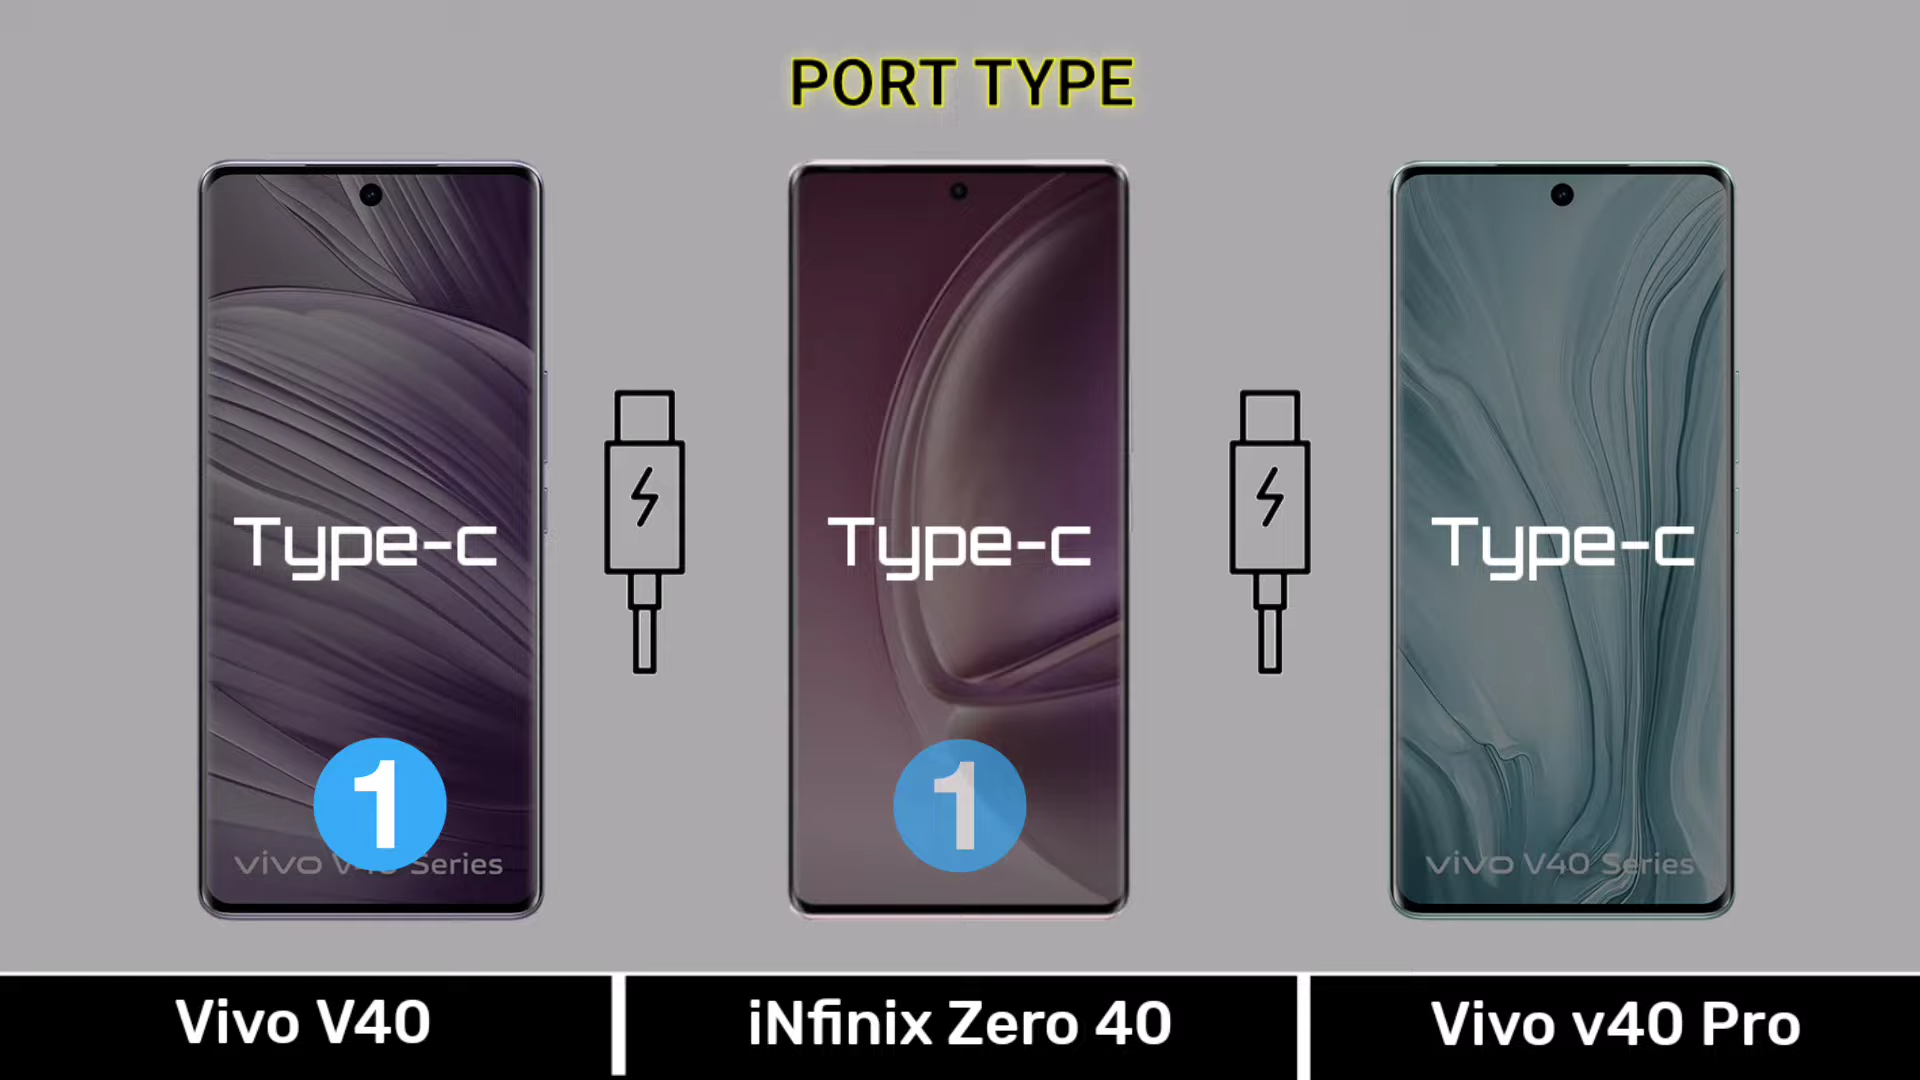 PORT TYPE
Type-c
Type-c
Type-c
1
1
vivo V40 Series
vivo V40 Series
Vivo V40
iNfinix Zero 40
Vivo v40 Pro